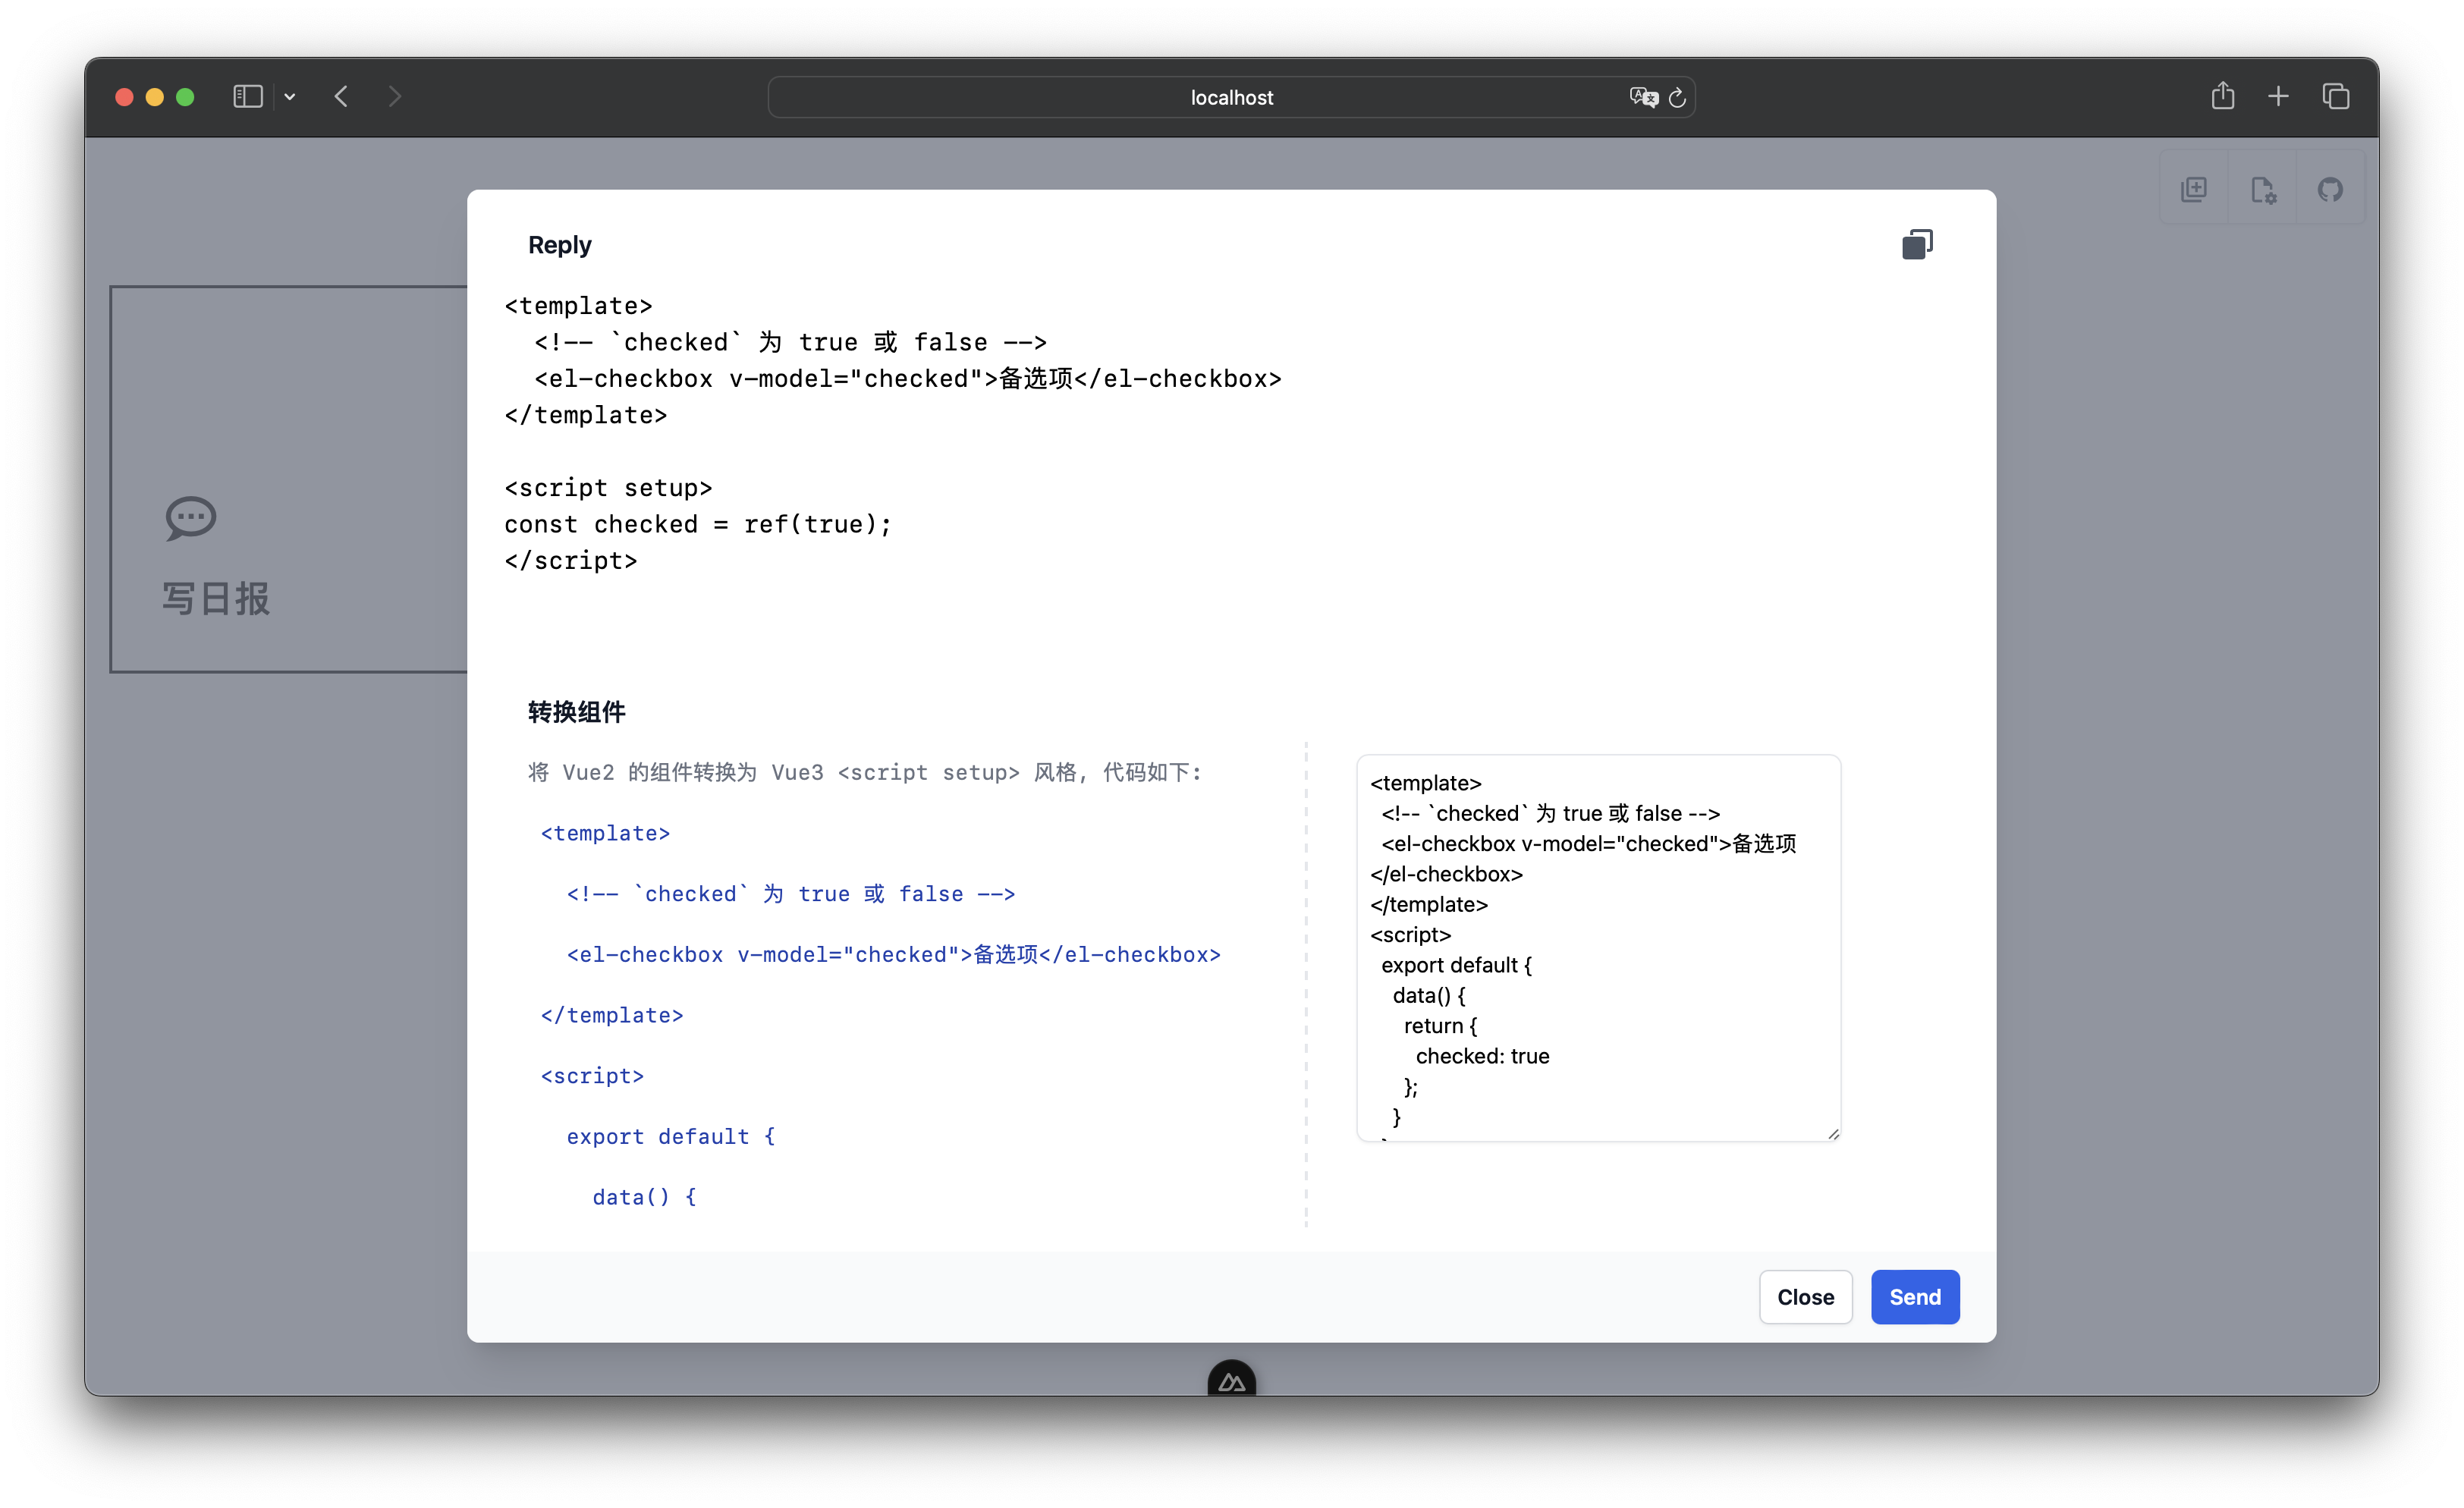 localhost
Reply
<template>
  <!-- `checked` 为 true 或 false -->
  <el-checkbox v-model="checked">备选项</el-checkbox>
</template>
<script setup>
const checked = ref(true);
</script>
写日报
转换组件
将 Vue2 的组件转换为 Vue3 <script setup> 风格, 代码如下:
<template>
  <!-- `checked` 为 true 或 false -->
  <el-checkbox v-model="checked">备选项</el-checkbox>
</template>
<script>
  export default {
    data() {
<template>
  <!-- `checked` 为 true 或 false -->
  <el-checkbox v-model="checked">备选项
</el-checkbox>
</template>
<script>
  export default {
    data() {
      return {
        checked: true
      };
    }
Close
Send